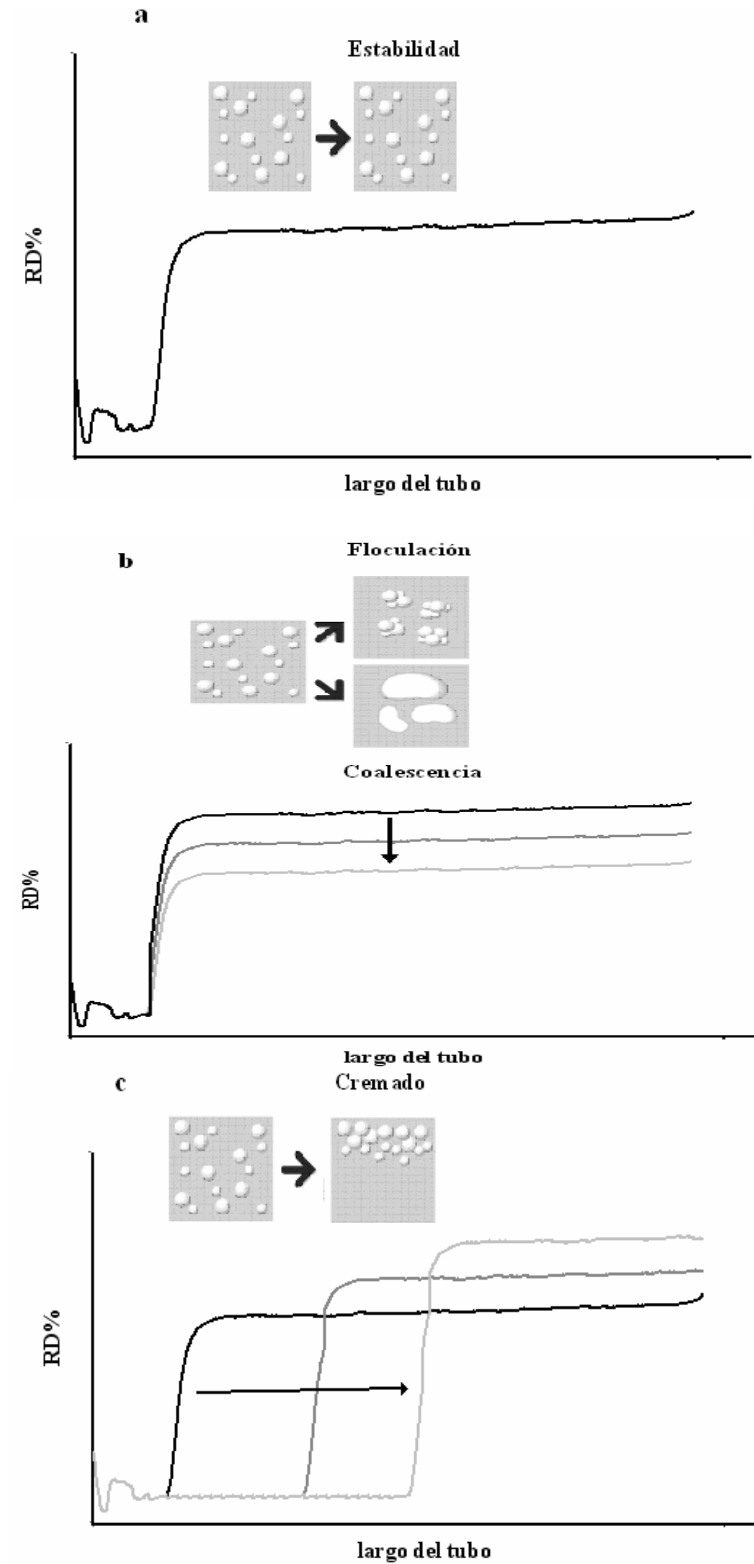 a
Estabilidad
RD%
largo del tubo
b
Floculación
Coalescencia
RD%
largo del tubo
c
Cremado
RD%
largo del tubo